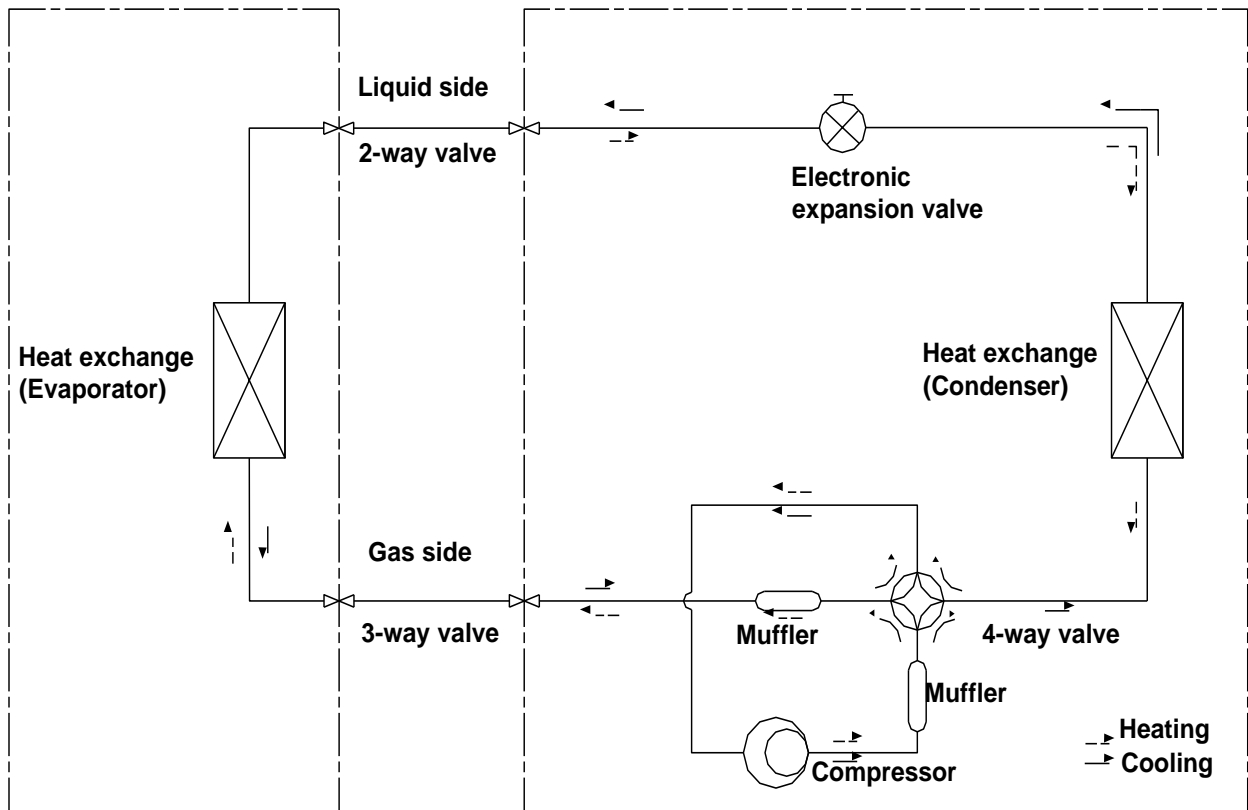 Liquid side
2-way valve
Electronic
expansion valve
Heat exchange
(Evaporator)
Heat exchange
(Condenser)
Gas side
3-way valve
Muffler
4-way valve
Muffler
Compressor
Heating
Cooling